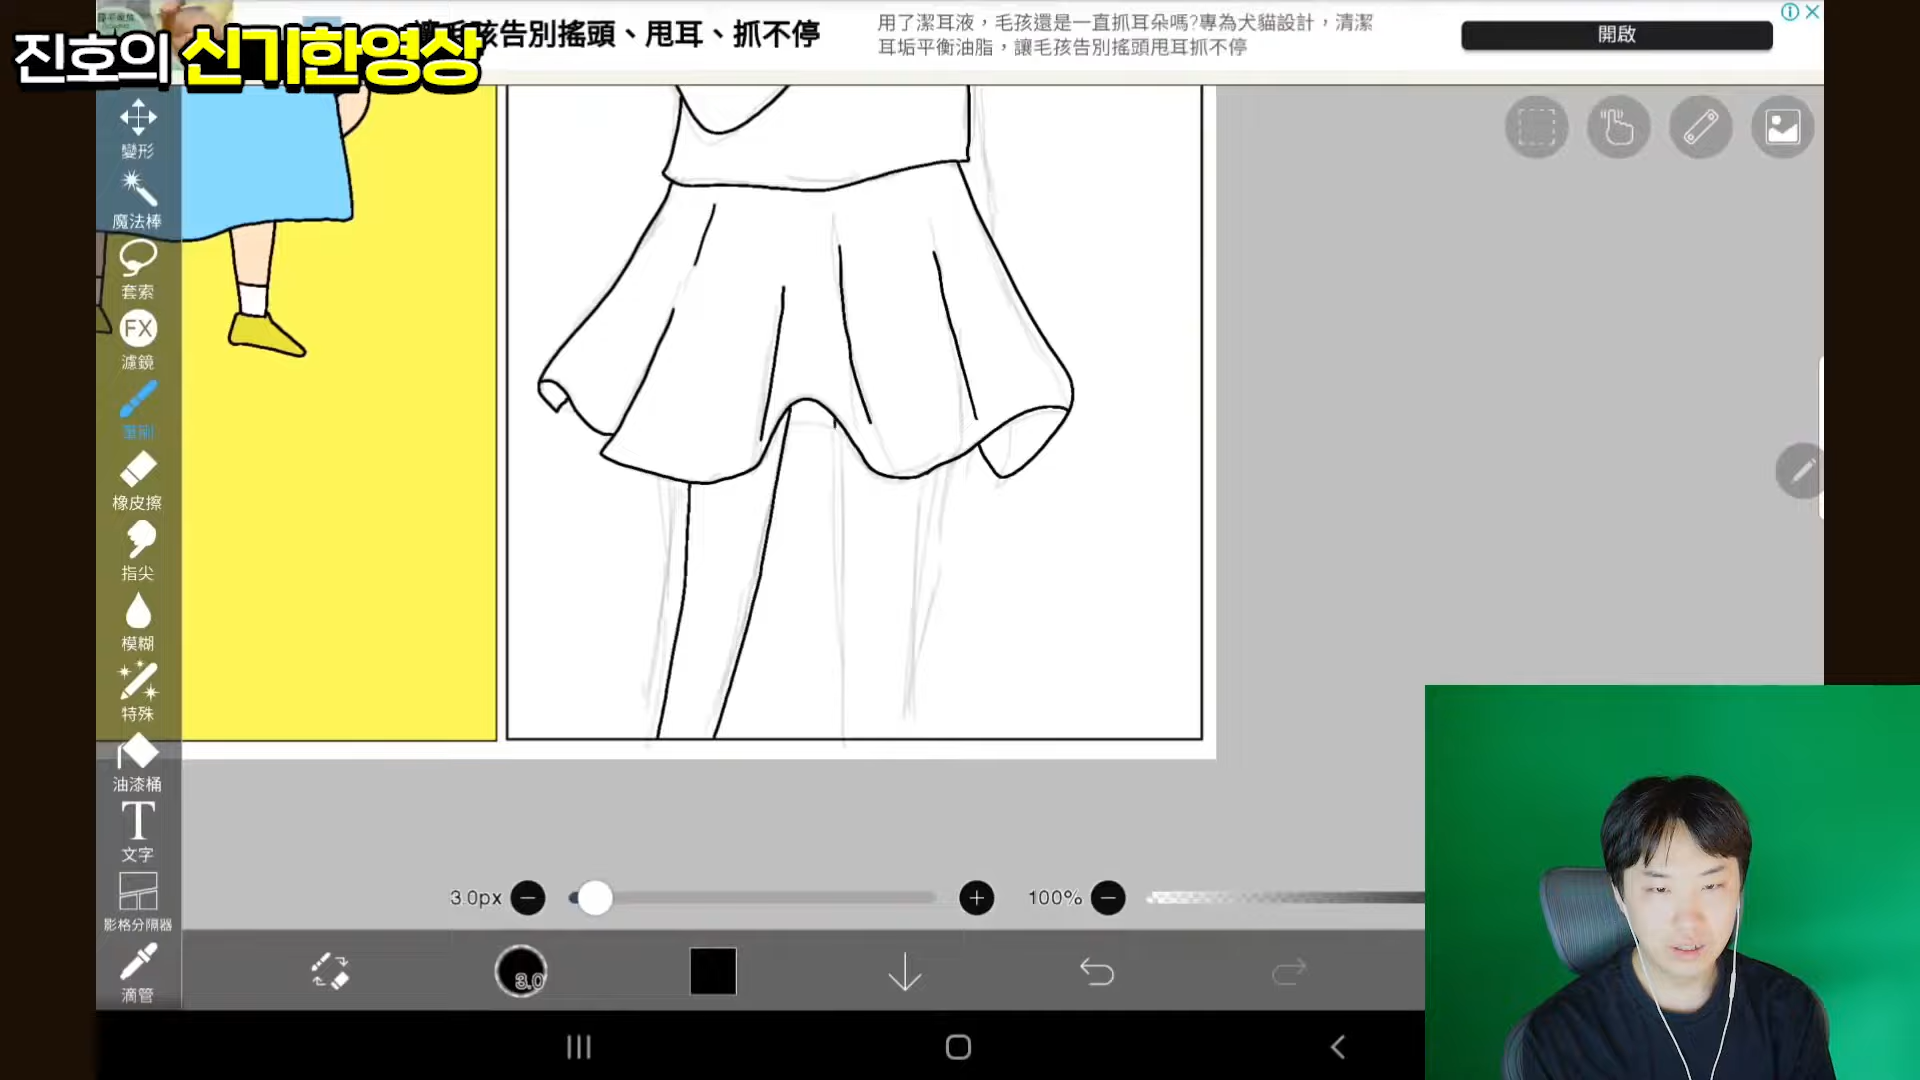 진호의 신기한영상
讓毛孩告別搖頭、甩耳、抓不停
用了潔耳液，毛孩還是一直抓耳朵嗎?專為犬貓設計，清潔
耳垢平衡油脂，讓毛孩告別搖頭甩耳抓不停
開啟
變形
魔法棒
套索
FX
濾鏡
筆刷
橡皮擦
指尖
模糊
特殊
油漆桶
T
文字
影格分隔器
滴管
3.0px
100%
3.0